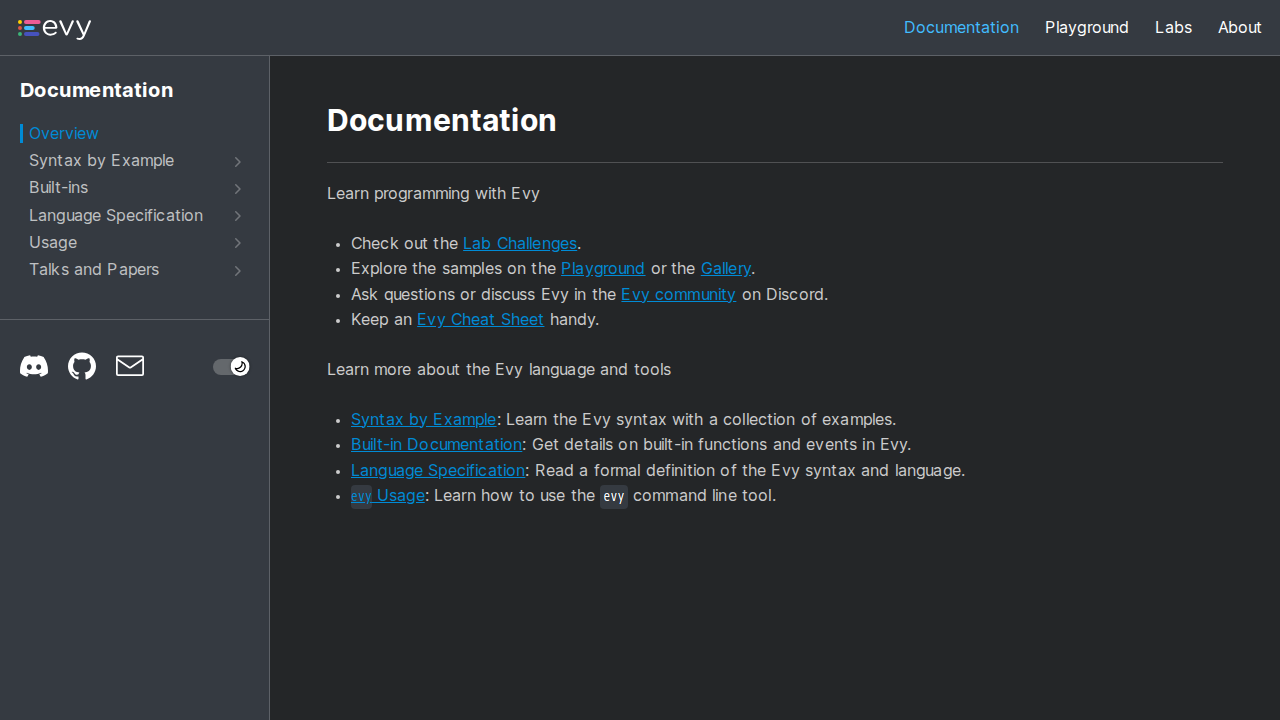 evy
Documentation
Playground
Labs
About
Documentation
Overview
Syntax by Example
Built-ins
Language Specification
Usage
Talks and Papers
Documentation
Learn programming with Evy
• Check out the Lab Challenges.
• Explore the samples on the Playground or the Gallery.
• Ask questions or discuss Evy in the Evy community on Discord.
• Keep an Evy Cheat Sheet handy.
Learn more about the Evy language and tools
• Syntax by Example: Learn the Evy syntax with a collection of examples.
• Built-in Documentation: Get details on built-in functions and events in Evy.
• Language Specification: Read a formal definition of the Evy syntax and language.
• evy Usage: Learn how to use the evy command line tool.